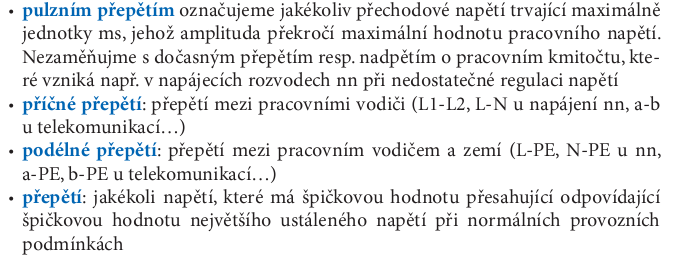 • pulzním přepětím označujeme jakékoliv přechodové napětí trvající maximálně
jednotky ms, jehož amplituda překročí maximální hodnotu pracovního napětí.
Nezaměňujme s dočasným přepětím resp. nadpětím o pracovním kmitočtu, kte-
ré vzniká např. v napájecích rozvodech nn při nedostatečné regulaci napětí
• příčné přepětí: přepětí mezi pracovními vodiči (L1-L2, L-N u napájení nn, a-b
u telekomunikací…)
• podélné přepětí: přepětí mezi pracovním vodičem a zemí (L-PE, N-PE u nn,
a-PE, b-PE u telekomunikací…)
• přepětí: jakékoli napětí, které má špičkovou hodnotu přesahující odpovídající
špičkovou hodnotu největšího ustáleného napětí při normálních provozních
podmínkách